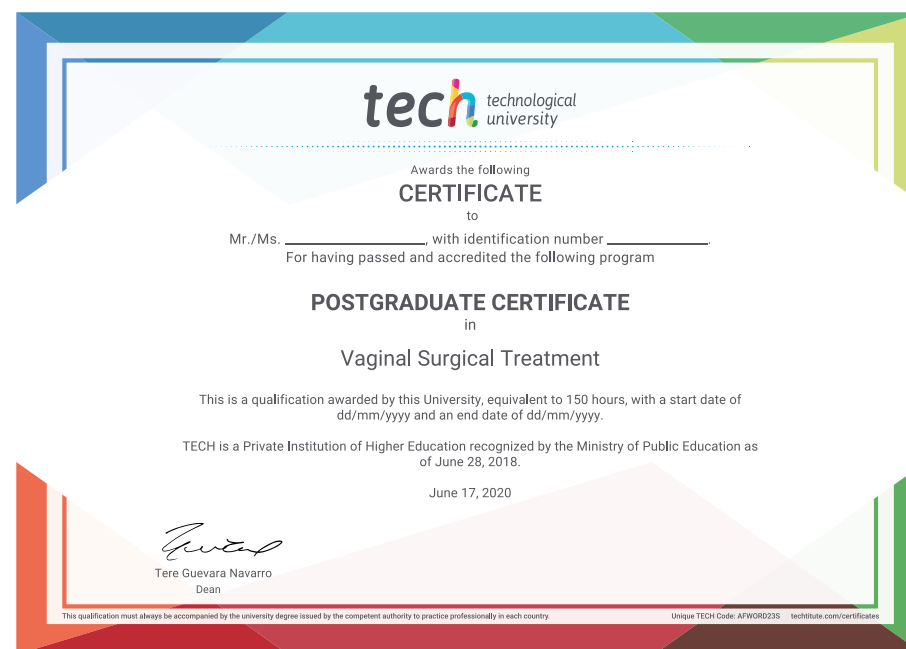 tech technological
university
Awards the following
CERTIFICATE
to
Mr./Ms. ____________________, with identification number ______________.
For having passed and accredited the following program
POSTGRADUATE CERTIFICATE
in
Vaginal Surgical Treatment
This is a qualification awarded by this University, equivalent to 150 hours, with a start date of
dd/mm/yyyy and an end date of dd/mm/yyyy.
TECH is a Private Institution of Higher Education recognized by the Ministry of Public Education as
of June 28, 2018.
June 17, 2020
Tere Guevara Navarro
Dean
This qualification must always be accompanied by the university degree issued by the competent authority to practice professionally in each country. Unique TECH Code: AFWORD23S techtitute.com/certificates